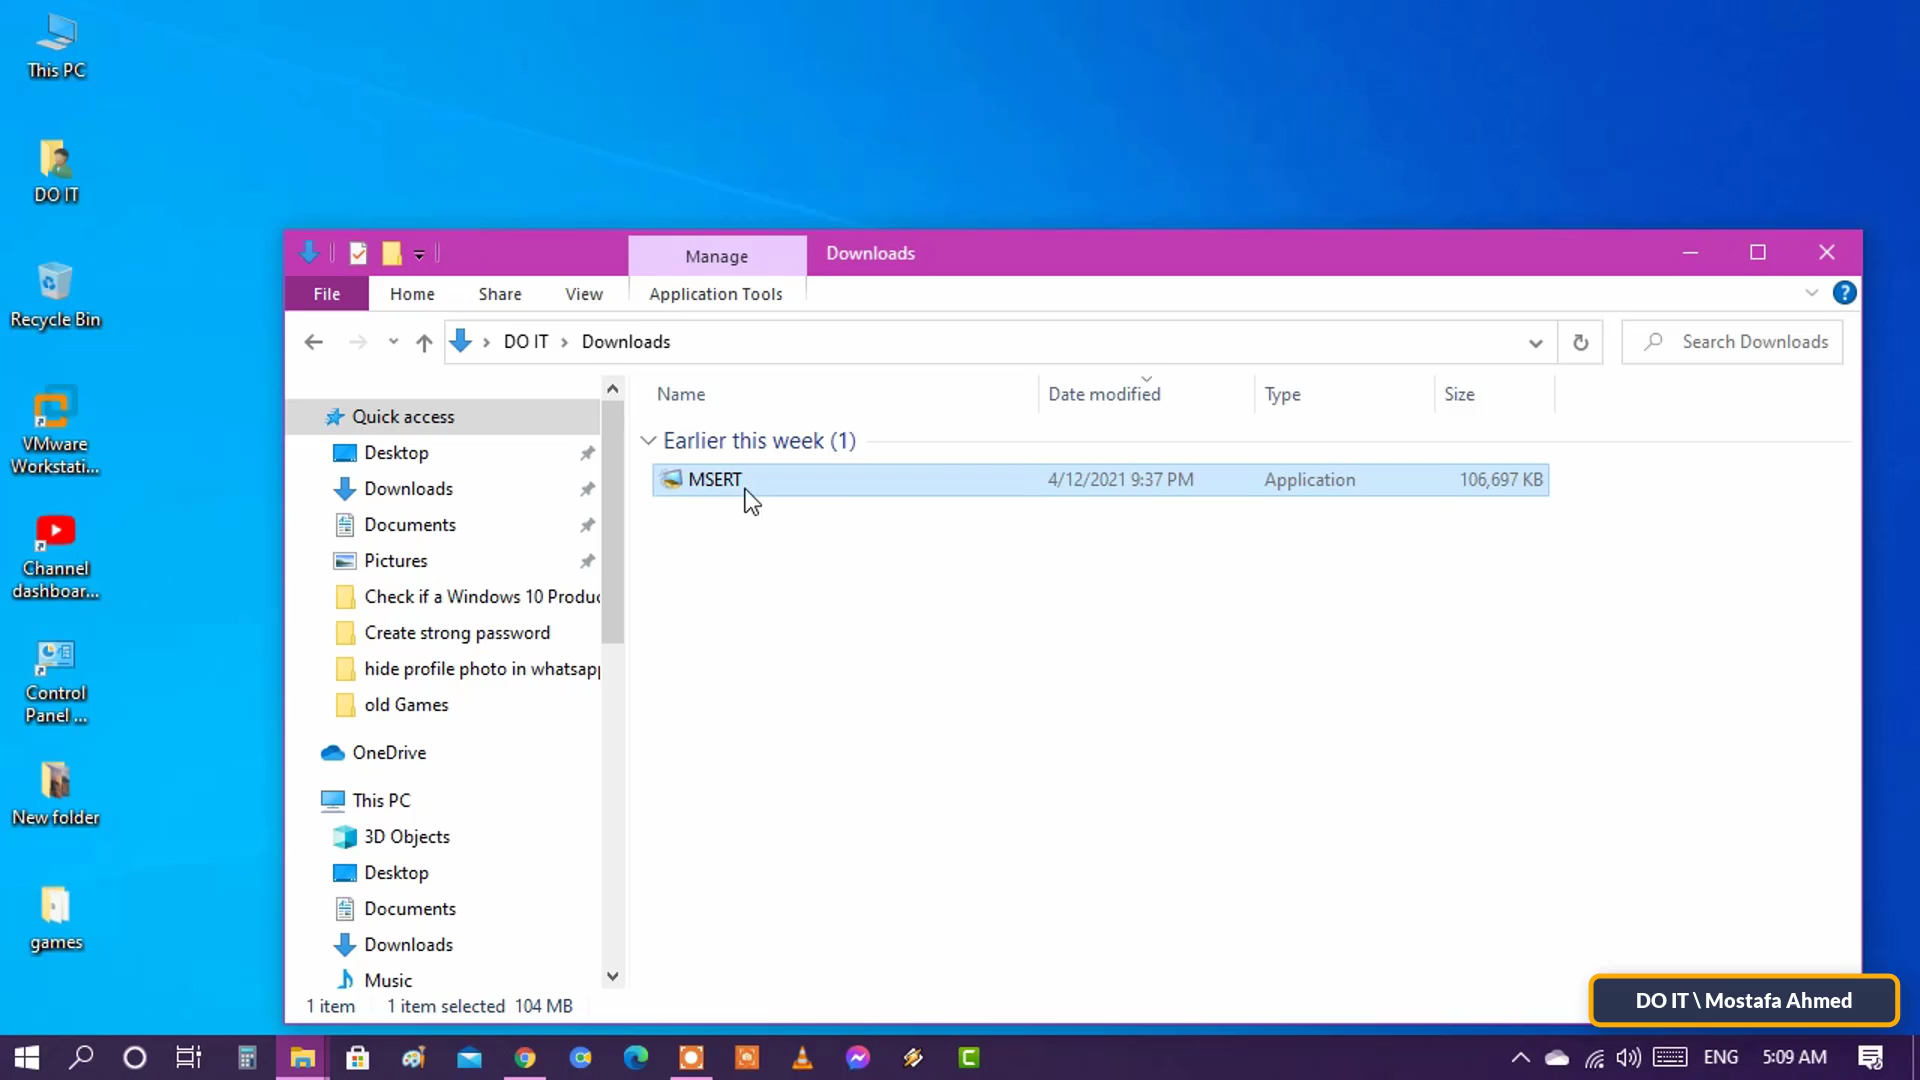 This PC
DO IT
Recycle Bin
VMware
Workstati...
Channel
dashboar...
Control
Panel ...
New folder
games
Manage
Downloads
File
Home
Share
View
Application Tools
DO IT
Downloads
Search Downloads
Quick access
Desktop
Downloads
Documents
Pictures
Check if a Windows 10 Produc
Create strong password
hide profile photo in whatsapp
old Games
OneDrive
This PC
3D Objects
Desktop
Documents
Downloads
Music
Name
Date modified
Type
Size
Earlier this week (1)
MSERT
4/12/2021 9:37 PM
Application
106,697 KB
1 item
1 item selected 104 MB
DO IT \ Mostafa Ahmed
ENG
5:09 AM